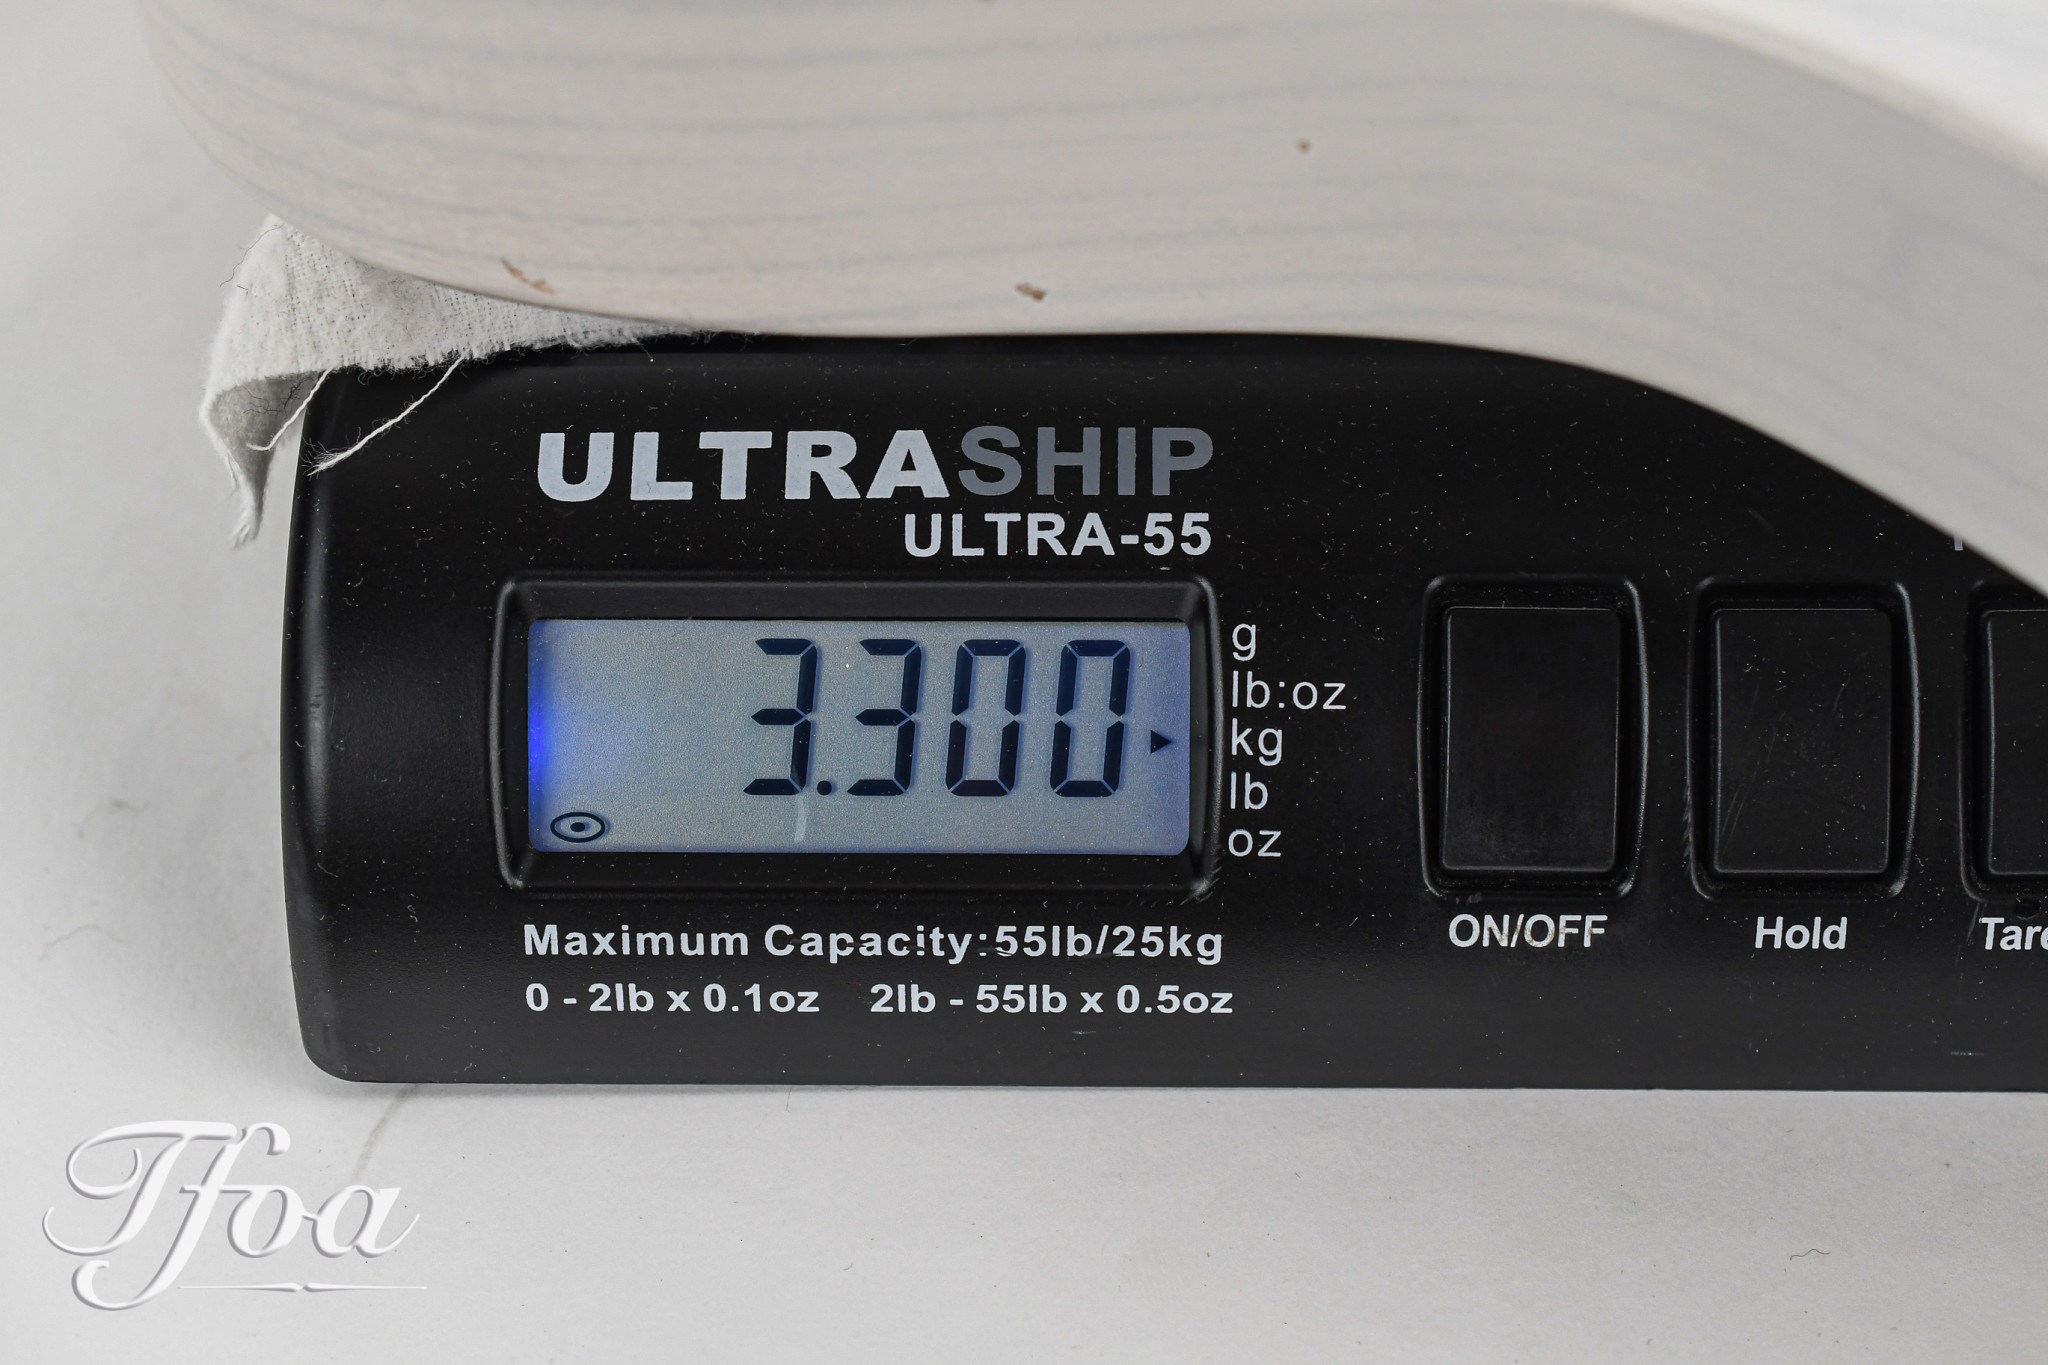 ULTRASHIP
ULTRA-55
3.300
g
lb:oz
kg
lb
oz
ON/OFF
Hold
Maximum Capacity:55lb/25kg
0 - 2lb x 0.1oz 2lb - 55lb x 0.5oz
Tfoa